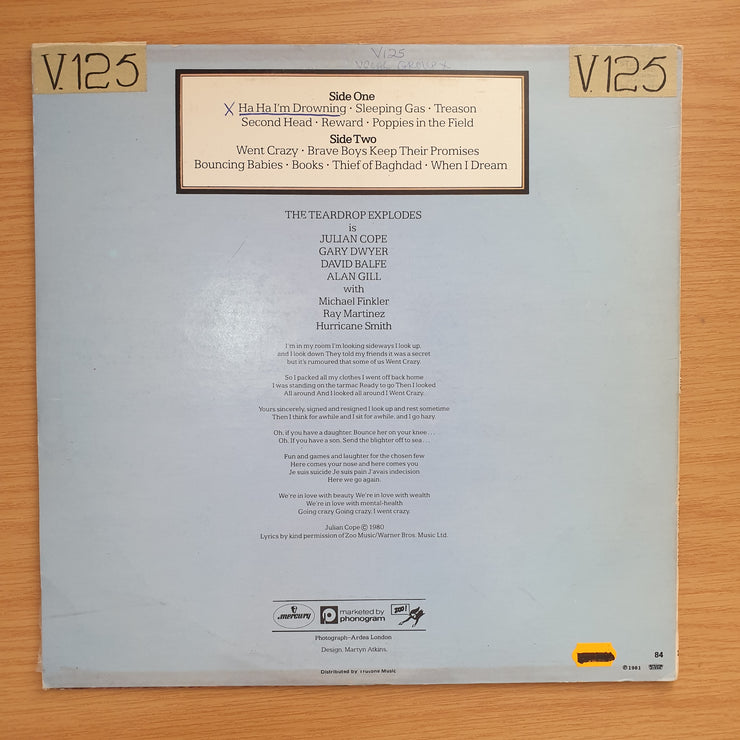 V.125
V125
V125
Side One
X Ha Ha I'm Drowning · Sleeping Gas · Treason
Second Head · Reward · Poppies in the Field
Side Two
Went Crazy · Brave Boys Keep Their Promises
Bouncing Babies · Books · Thief of Baghdad · When I Dream
THE TEARDROP EXPLODES
is
JULIAN COPE
GARY DWYER
DAVID BALFE
ALAN GILL
with
Michael Finkler
Ray Martinez
Hurricane Smith
I'm in my room I'm looking sideways I look up,
and I look down They told my friends it was a secret
but it's rumoured that some of us Went Crazy.
So I packed all my clothes I went off back home
I was standing on the tarmac Ready to go Then I looked
All around And I looked all around I Went Crazy.
Yours sincerely, signed and resigned I look up and rest sometime
Then I think for awhile and I sit for awhile, and I go hazy.
Oh, if you have a daughter, Bounce her on your knee...
Oh, If you have a son, Send the blighter off to sea...
Fun and games and laughter for the chosen few
Here comes your nose and here comes you
Je suis suicide Je suis pain J'avais indecision
Here we go again.
We're in love with beauty We're in love with wealth
We're in love with mental-health
Going crazy Going crazy, I went crazy.
Julian Cope © 1980
Lyrics by kind permission of Zoo Music/Warner Bros. Music Ltd.
mercury
marketed by
phonogram
ZOO!
Photograph–Ardea London
Design, Martyn Atkins.
Distributed by Trutone Music
84
℗ 1981